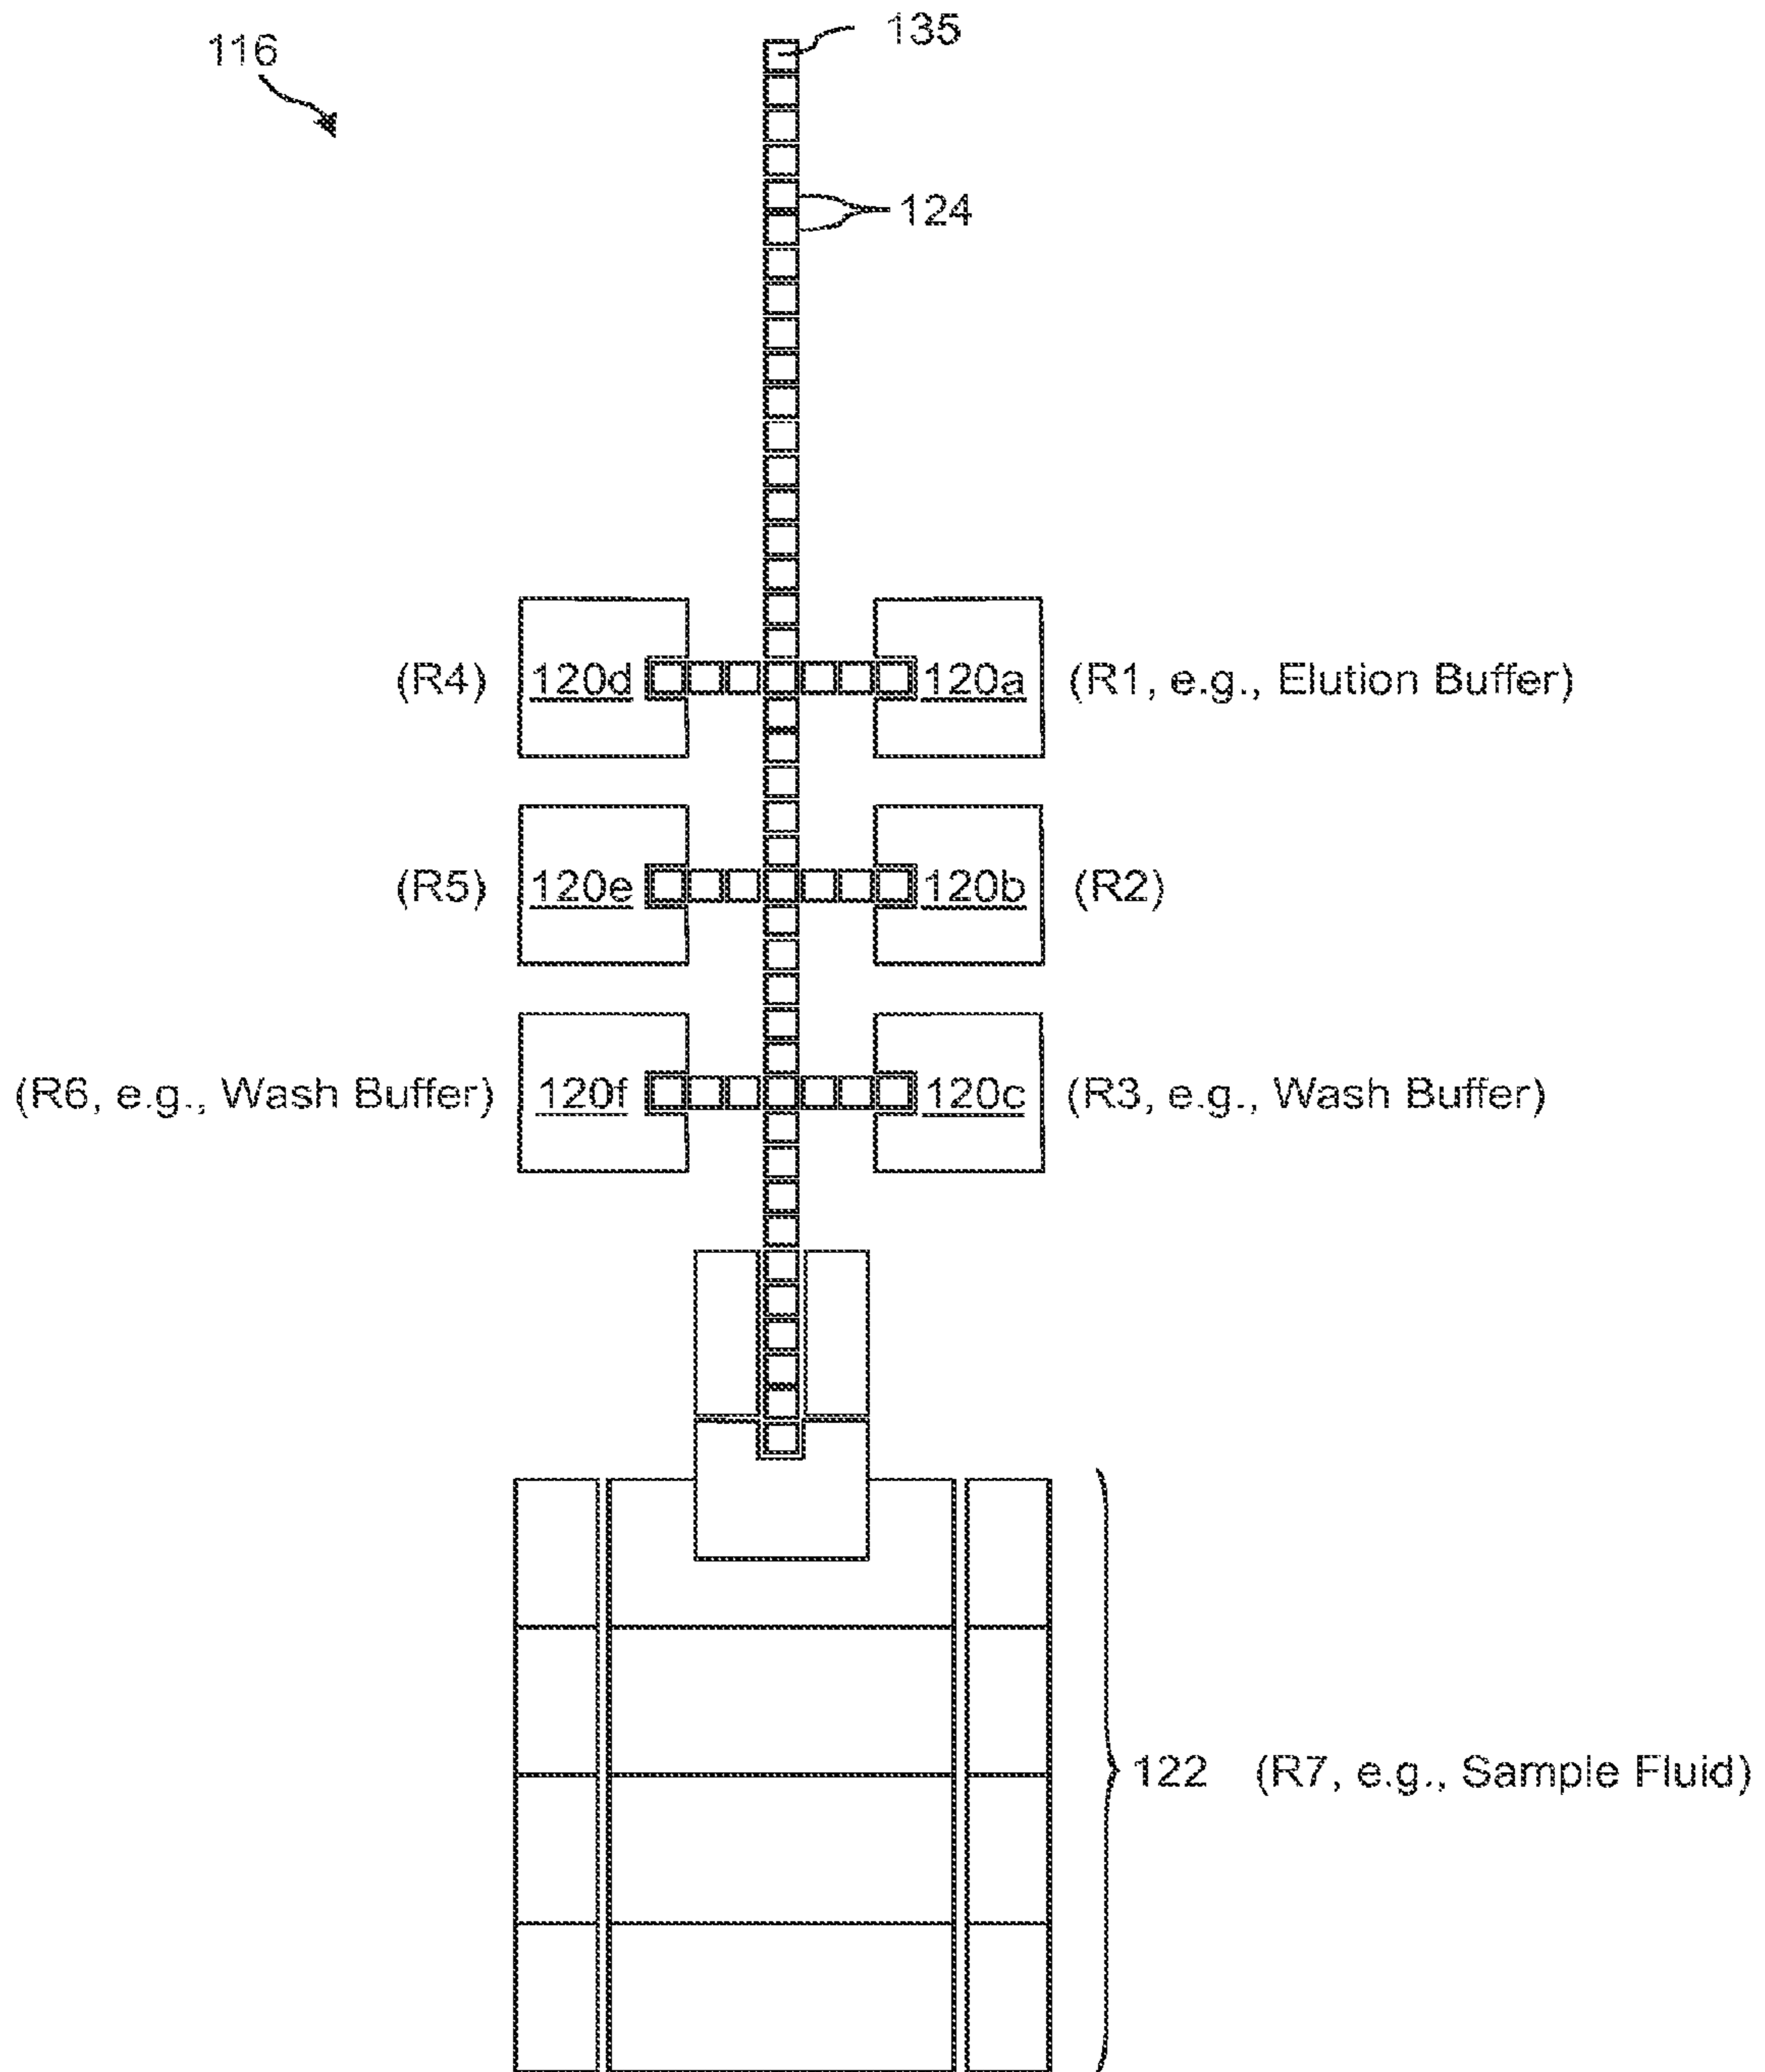 116
135
124
(R4) 120d 120a (R1, e.g., Elution Buffer)
(R5) 120e 120b (R2)
(R6, e.g., Wash Buffer) 120f 120c (R3, e.g., Wash Buffer)
122 (R7, e.g., Sample Fluid)